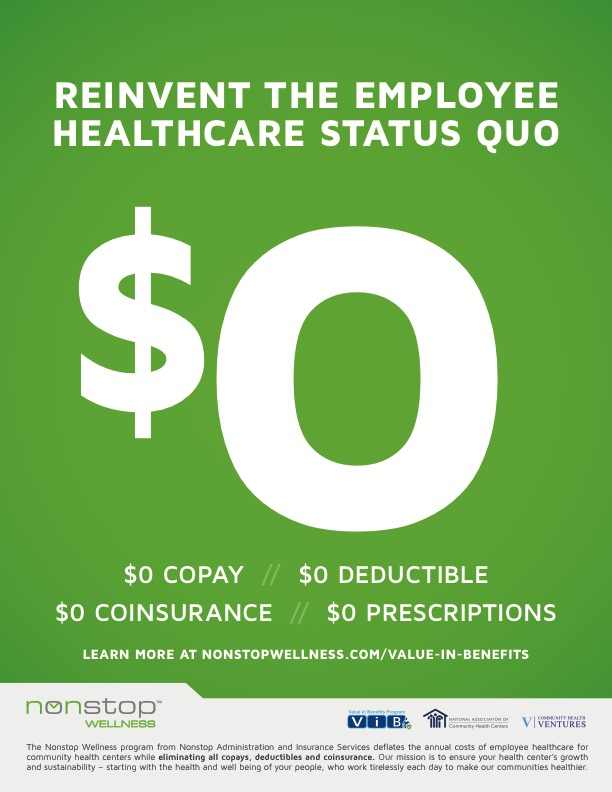 REINVENT THE EMPLOYEE
HEALTHCARE STATUS QUO
$0
$0 COPAY // $0 DEDUCTIBLE
$0 COINSURANCE // $0 PRESCRIPTIONS
LEARN MORE AT NONSTOPWELLNESS.COM/VALUE-IN-BENEFITS
nonstop™
WELLNESS
Value in Benefits Program
ViB
NATIONAL ASSOCIATION OF
Community Health Centers
V COMMUNITY HEALTH
VENTURES
The Nonstop Wellness program from Nonstop Administration and Insurance Services deflates the annual costs of employee healthcare for
community health centers while eliminating all copays, deductibles and coinsurance. Our mission is to ensure your health center's growth
and sustainability – starting with the health and well being of your people, who work tirelessly each day to make our communities healthier.